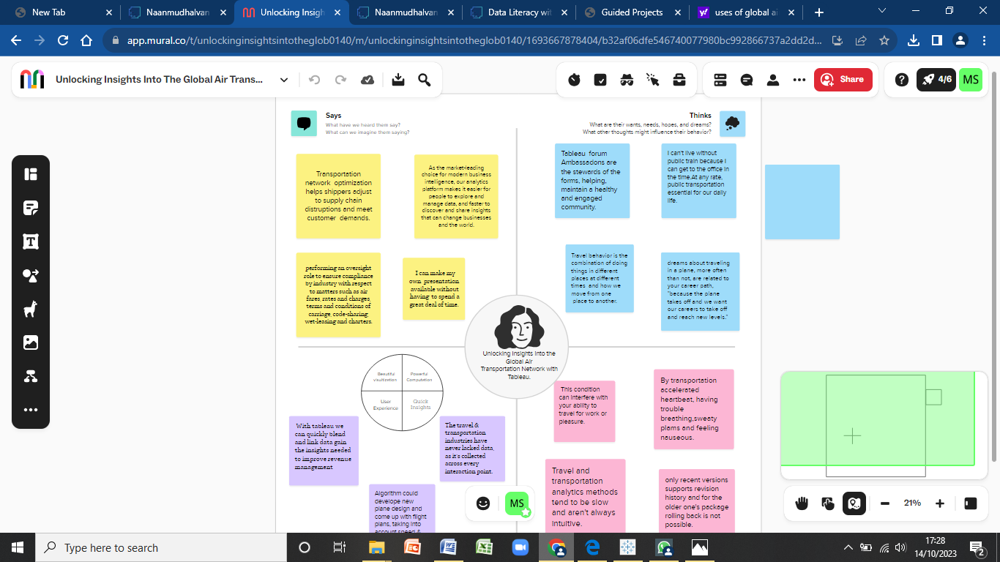 New Tab
Naanmudhalvan
Unlocking Insigh
Naanmudhalvan
Data Literacy wit
Guided Projects
uses of global ai
app.mural.co/t/unlockinginsightsintotheglob0140/m/unlockinginsightsintotheglob0140/1693667878404/b32af06dfe546740077980bc992866737a2dd2d...
Unlocking Insights Into The Global Air Trans...
Share
4/6
MS
Says
What have we heard them say?
What can we imagine them saying?
Thinks
What are their wants, needs, hopes, and dreams?
What other thoughts might influence their behavior?
Transportation
network optimization
helps shippers adjust
to supply chain
distruptions and meet
customer demands.
As the market-leading
choice for modern business
intelligence, our analytics
platform makes it easier for
people to explore and
manage data, and faster to
discover and share insights
that can change businesses
and the world.
Tableau forum
Ambassadons are
the stewards of the
forms, helping,
maintain a healthy
and engaged
community.
I can't live without
public train because I
can get to the office in
the time.At any rate,
public transportation
essential for our daily
life.
performing an oversight
role to ensure compliance
by industry with respect
to matters such as air
fares, rates and charges,
terms and conditions of
carriage, code-sharing,
wet-leasing and charters.
I can make my
own presentation
available without
having to spend a
great deal of time.
Travel behavior is the
combination of doing
things in different
places at different
times and how we
move from one
place to another.
dreams about traveling
in a plane, more often
than not, are related to
your career path,
"because the plane
takes off and we want
our careers to take off
and reach new levels."
Unlocking Insights into the
Global Air
Transportation Network with
Tableau.
Beautiful
visultization
Powerful
Computation
User
Experience
Quick
Insights
With tableau we
can quickly blend
and link data gain
the insights needed
to improve revenue
management
The travel &
transportation
industries have
never lacked data,
as it's collected
across every
interaction point.
Algorithm could
develope new
plane design and
come up with flight
plans, taking into
account speed &
This condition
can interfere with
your ability to
travel for work or
pleasure.
By transportation
accelerated
heartbeat, having
trouble
breathing,sweaty
plams and feeling
nauseous.
Travel and
transportation
analytics methods
tend to be slow
and aren't always
intuitive.
only recent versions
supports revision
history and for the
older one's package
rolling back is not
possible.
MS
21%
Type here to search
17:28
14/10/2023
2